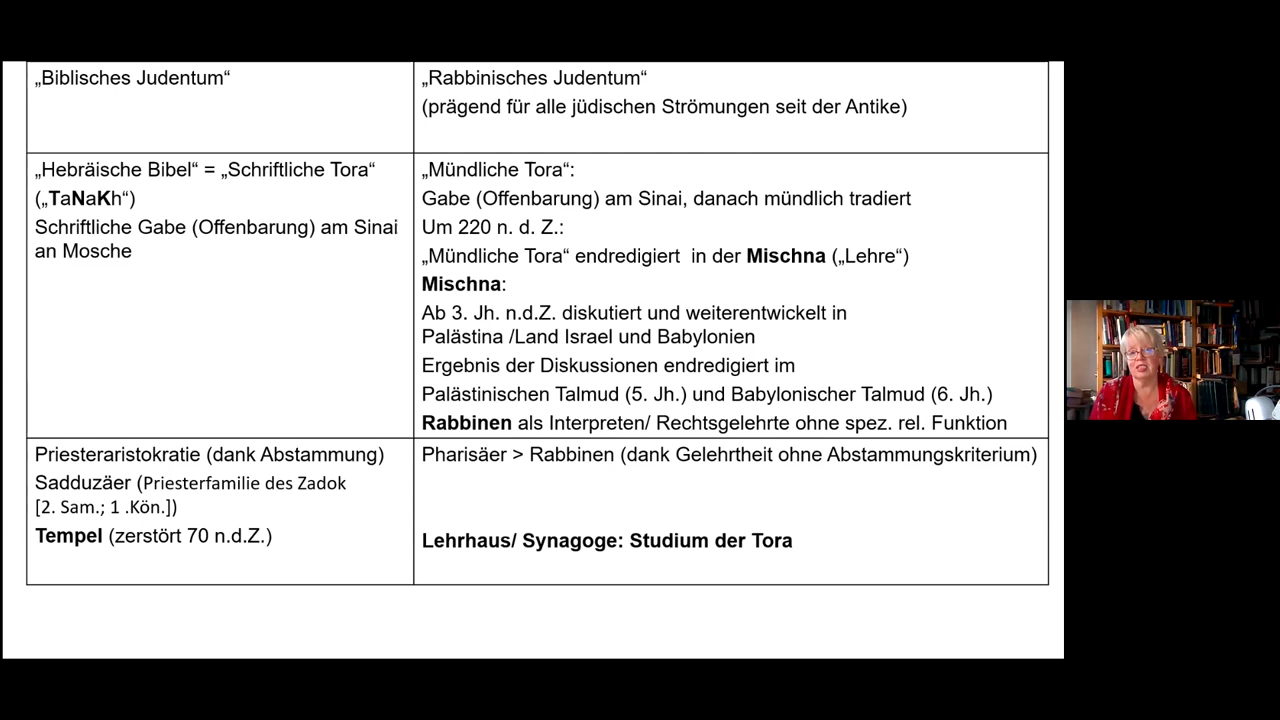 „Biblisches Judentum“
„Rabbinisches Judentum“
(prägend für alle jüdischen Strömungen seit der Antike)
„Hebräische Bibel“ = „Schriftliche Tora“
(„TaNaKh“)
Schriftliche Gabe (Offenbarung) am Sinai
an Mosche
„Mündliche Tora“:
Gabe (Offenbarung) am Sinai, danach mündlich tradiert
Um 220 n. d. Z.:
„Mündliche Tora“ endredigiert in der Mischna („Lehre“)
Mischna:
Ab 3. Jh. n.d.Z. diskutiert und weiterentwickelt in
Palästina /Land Israel und Babylonien
Ergebnis der Diskussionen endredigiert im
Palästinischen Talmud (5. Jh.) und Babylonischer Talmud (6. Jh.)
Rabbinen als Interpreten/ Rechtsgelehrte ohne spez. rel. Funktion
Priesteraristokratie (dank Abstammung)
Sadduzäer (Priesterfamilie des Zadok
[2. Sam.; 1 .Kön.])
Tempel (zerstört 70 n.d.Z.)
Pharisäer > Rabbinen (dank Gelehrtheit ohne Abstammungskriterium)
Lehrhaus/ Synagoge: Studium der Tora